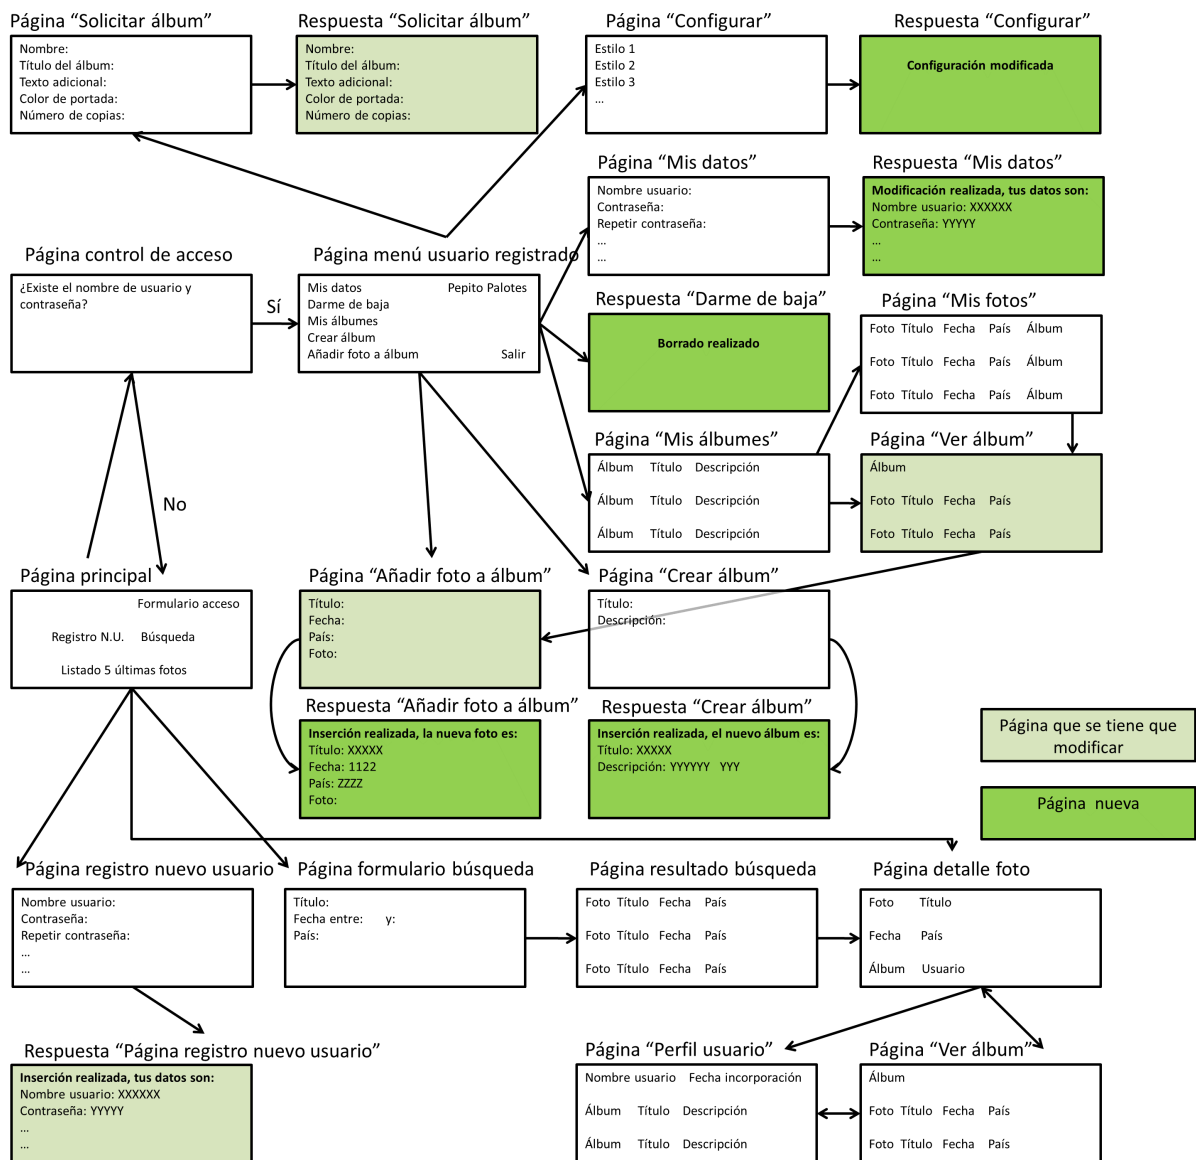 Página “Solicitar álbum”
Nombre:
Título del álbum:
Texto adicional:
Color de portada:
Número de copias:
Respuesta “Solicitar álbum”
Nombre:
Título del álbum:
Texto adicional:
Color de portada:
Número de copias:
Página “Configurar”
Estilo 1
Estilo 2
Estilo 3
...
Respuesta “Configurar”
Configuración modificada
Página “Mis datos”
Nombre usuario:
Contraseña:
Repetir contraseña:
...
...
Respuesta “Mis datos”
Modificación realizada, tus datos son:
Nombre usuario: XXXXXX
Contraseña: YYYYY
...
...
Página control de acceso
¿Existe el nombre de usuario y
contraseña?
Sí
No
Página menú usuario registrado
Mis datos Pepito Palotes
Darme de baja
Mis álbumes
Crear álbum
Añadir foto a álbum Salir
Respuesta “Darme de baja”
Borrado realizado
Página “Mis fotos”
Foto Título Fecha País Álbum
Foto Título Fecha País Álbum
Foto Título Fecha País Álbum
Página “Mis álbumes”
Álbum Título Descripción
Álbum Título Descripción
Álbum Título Descripción
Página “Ver álbum”
Álbum
Foto Título Fecha País
Foto Título Fecha País
Página principal
Formulario acceso
Registro N.U. Búsqueda
Listado 5 últimas fotos
Página “Añadir foto a álbum”
Título:
Fecha:
País:
Foto:
Página “Crear álbum”
Título:
Descripción:
Respuesta “Añadir foto a álbum”
Inserción realizada, la nueva foto es:
Título: XXXXX
Fecha: 1122
País: ZZZZ
Foto:
Respuesta “Crear álbum”
Inserción realizada, el nuevo álbum es:
Título: XXXXX
Descripción: YYYYYY YYY
Página que se tiene que
modificar
Página nueva
Página registro nuevo usuario
Nombre usuario:
Contraseña:
Repetir contraseña:
...
...
Página formulario búsqueda
Título:
Fecha entre: y:
País:
Página resultado búsqueda
Foto Título Fecha País
Foto Título Fecha País
Foto Título Fecha País
Página detalle foto
Foto Título
Fecha País
Álbum Usuario
Respuesta “Página registro nuevo usuario”
Inserción realizada, tus datos son:
Nombre usuario: XXXXXX
Contraseña: YYYYY
...
...
Página “Perfil usuario”
Nombre usuario Fecha incorporación
Álbum Título Descripción
Álbum Título Descripción
Página “Ver álbum”
Álbum
Foto Título Fecha País
Foto Título Fecha País